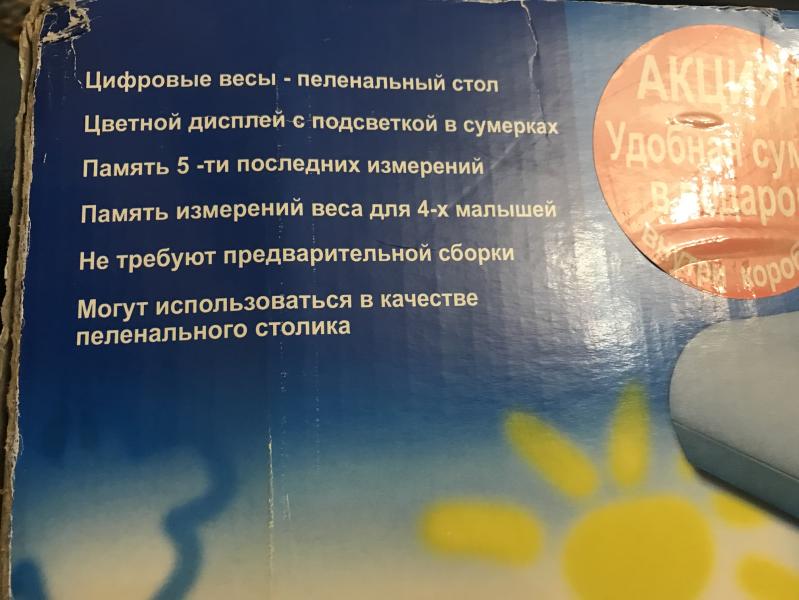 Цифровые весы - пеленальный стол
Цветной дисплей с подсветкой в сумерках
Память 5 -ти последних измерений
Память измерений веса для 4-х малышей
Не требуют предварительной сборки
Могут использоваться в качестве
пеленального столика
АКЦИЯ
Удобная
в
внутри